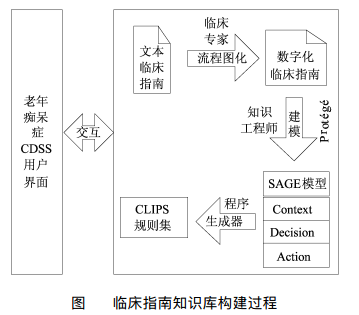 老年
痴呆
症
CDSS
用户
界面
交互
文本
临床
指南
临床
专家
流程图化
数字化
临床指南
知识
工程师
建模
Protégé
SAGE模型
Context
Decision
Action
程序
生成器
CLIPS
规则集
图 临床指南知识库构建过程